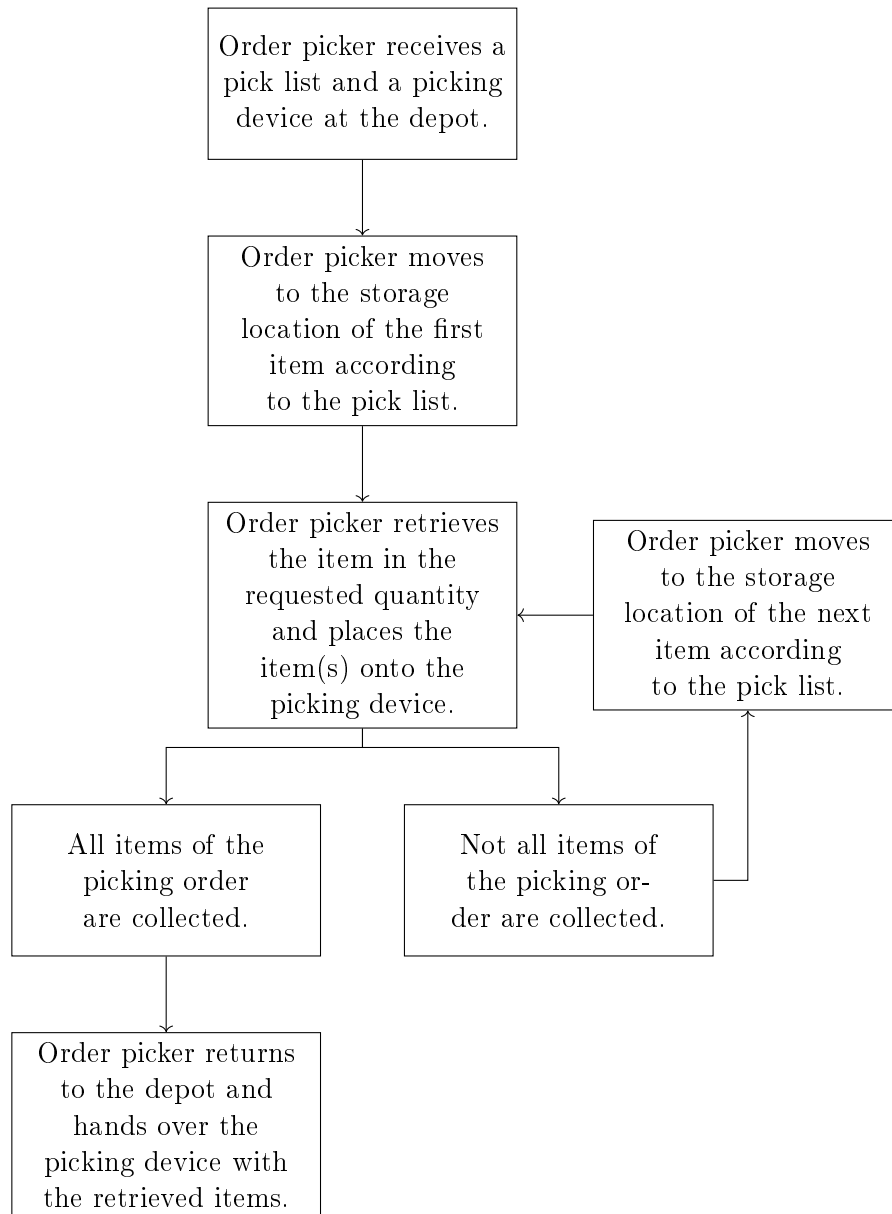 Order picker receives a
pick list and a picking
device at the depot.
Order picker moves
to the storage
location of the first
item according
to the pick list.
Order picker retrieves
the item in the
requested quantity
and places the
item(s) onto the
picking device.
Order picker moves
to the storage
location of the next
item according
to the pick list.
All items of the
picking order
are collected.
Not all items of
the picking or-
der are collected.
Order picker returns
to the depot and
hands over the
picking device with
the retrieved items.